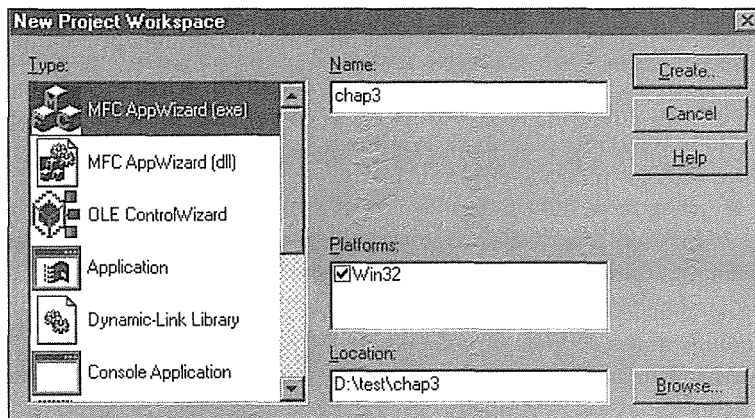 New Project Workspace
Type:
MFC AppWizard (exe)
MFC AppWizard (dll)
OLE ControlWizard
Application
Dynamic-Link Library
Console Application
Name:
chap3
Platforms:
Win32
Location:
D:\test\chap3
Create..
Cancel
Help
Browse...